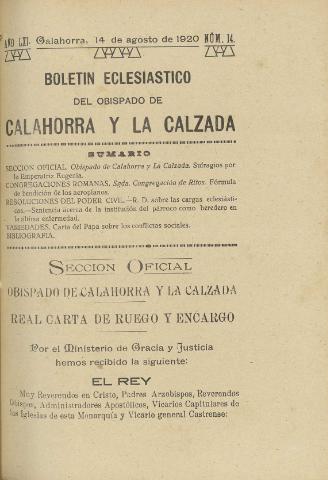 AÑO LXI. Calahorra, 14 de agosto de 1920 NÚM. 14.
BOLETIN ECLESIASTICO
DEL OBISPADO DE
CALAHORRA Y LA CALZADA
SUMARIO
SECCION OFICIAL. Obispado de Calahorra y La Calzada. Sufragios por
la Emperatriz Eugenia.
CONGREGACIONES ROMANAS. Sgda. Congregación de Ritos. Fórmula
de bendición de los aeroplanos.
RESOLUCIONES DEL PODER CIVIL.—R. D. sobre las cargas eclesiásti-
cas.—Sentencia acerca de la institución del párroco como heredero en
la última enfermedad.
VARIEDADES. Carta del Papa sobre los conflictos sociales.
BIBLIOGRAFIA.
SECCION OFICIAL
OBISPADO DE CALAHORRA Y LA CALZADA
REAL CARTA DE RUEGO Y ENCARGO
Por el Ministerio de Gracia y Justicia
hemos recibido la siguiente:
EL REY
Muy Reverendos en Cristo, Padres Arzobispos, Reverendos
Obispos, Administradores Apostólicos, Vicarios Capitulares de
las Iglesias de esta Monarquía y Vicario general Castrense: